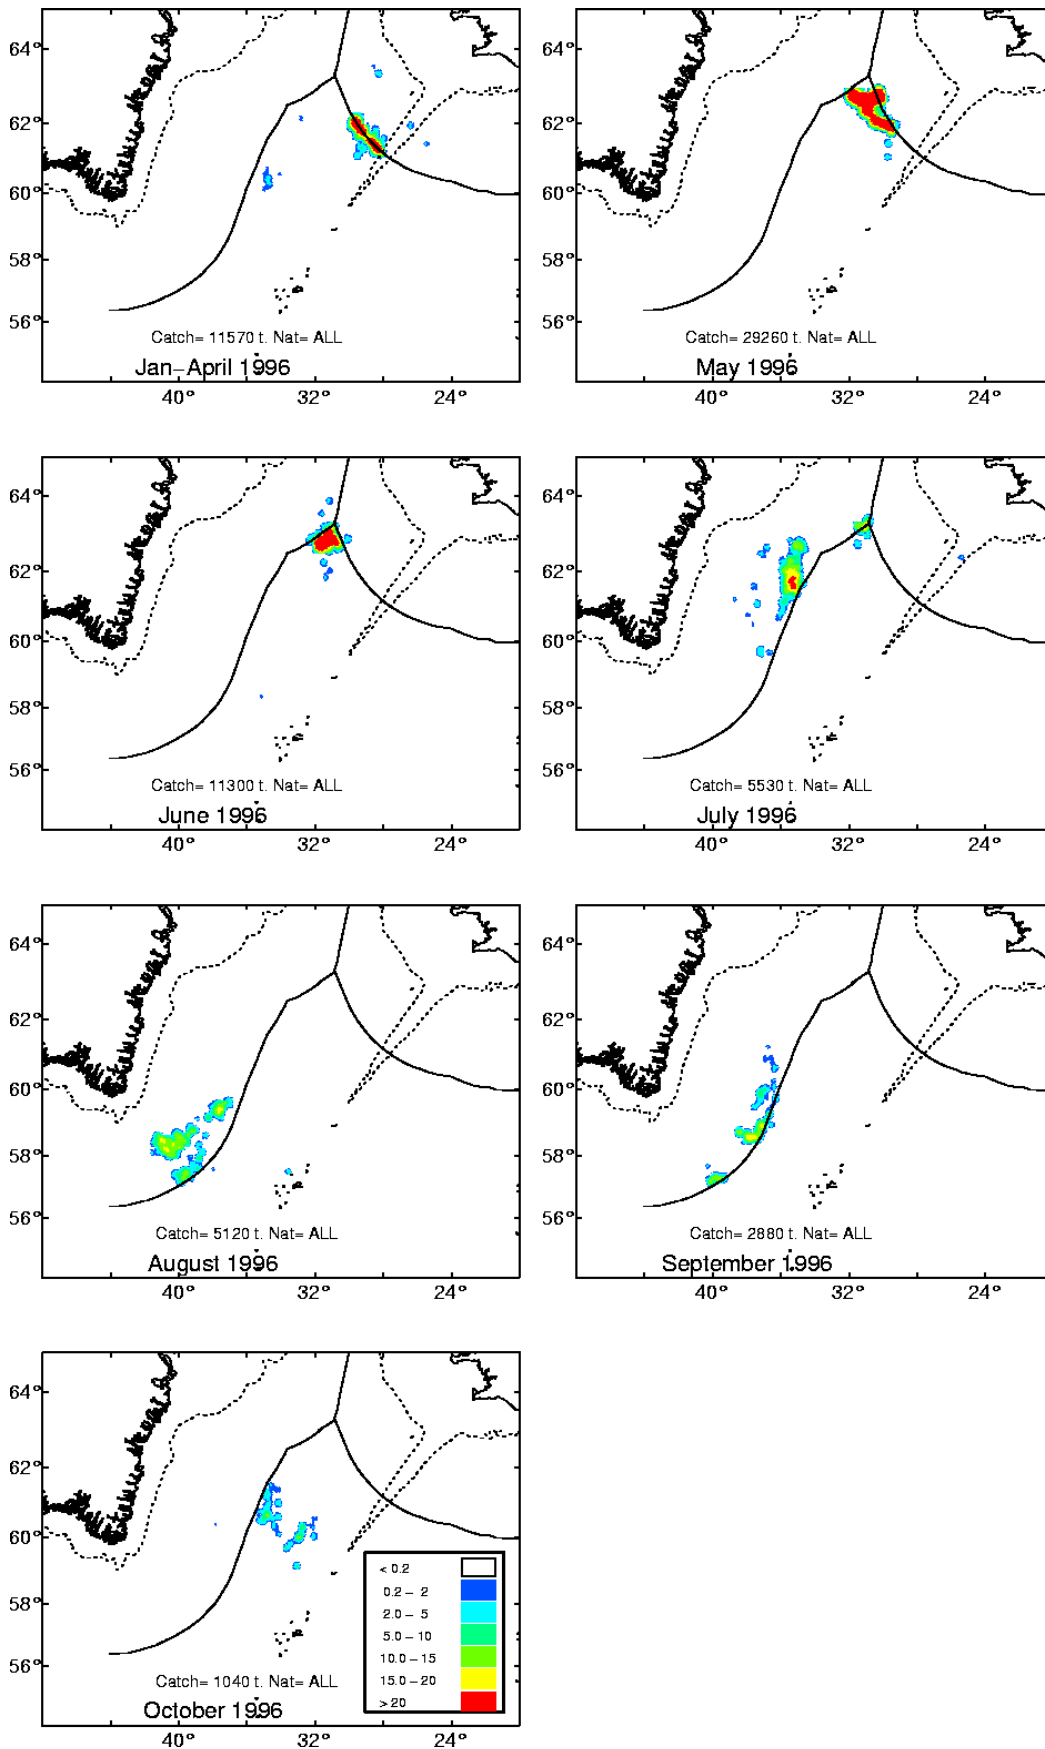 64°
62°
60°
58°
56°
Catch= 11570 t. Nat= ALL
Jan–April 1996
40° 32° 24°
64°
62°
60°
58°
56°
Catch= 29260 t. Nat= ALL
May 1996
40° 32° 24°
64°
62°
60°
58°
56°
Catch= 11300 t. Nat= ALL
June 1996
40° 32° 24°
64°
62°
60°
58°
56°
Catch= 5530 t. Nat= ALL
July 1996
40° 32° 24°
64°
62°
60°
58°
56°
Catch= 5120 t. Nat= ALL
August 1996
40° 32° 24°
64°
62°
60°
58°
56°
Catch= 2880 t. Nat= ALL
September 1996
40° 32° 24°
64°
62°
60°
58°
56°
Catch= 1040 t. Nat= ALL
October 1996
40° 32° 24°
< 0.2
0.2 – 2
2.0 – 5
5.0 – 10
10.0 – 15
15.0 – 20
> 20